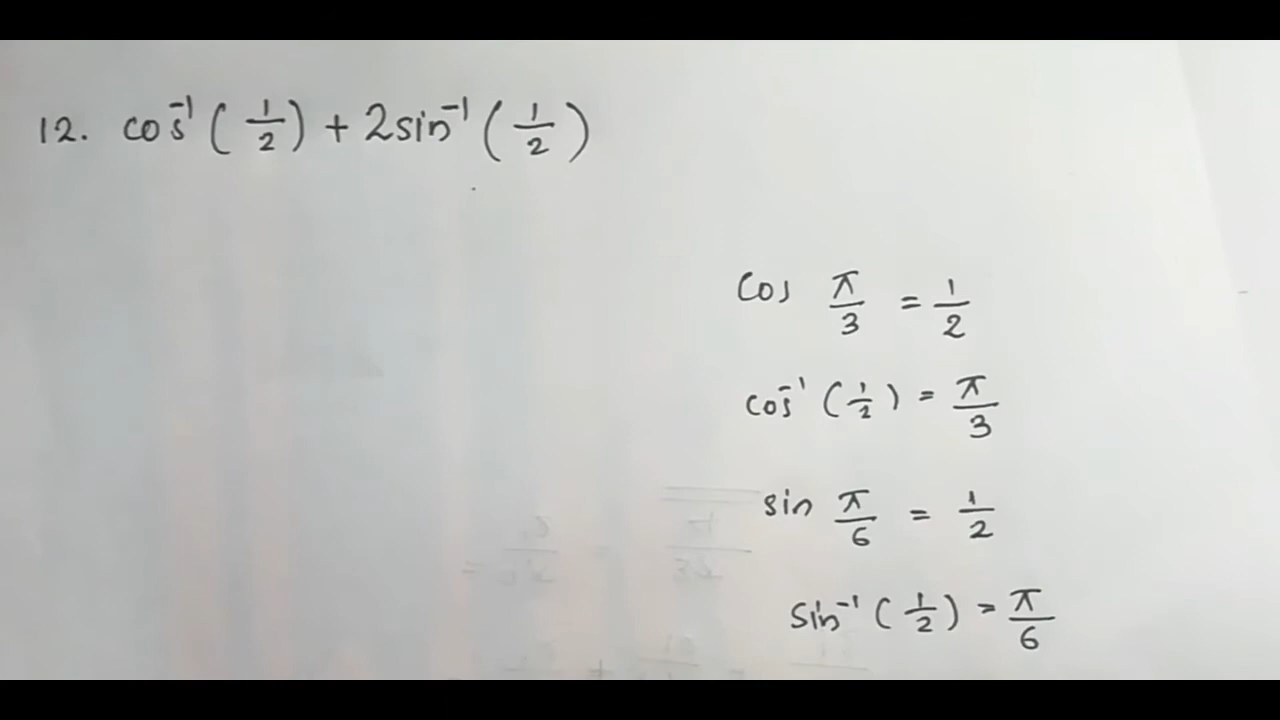 12. cos⁻¹ (1/2) + 2sin⁻¹ (1/2)
cos π/3 = 1/2
cos⁻¹ (1/2) = π/3
sin π/6 = 1/2
sin⁻¹ (1/2) = π/6